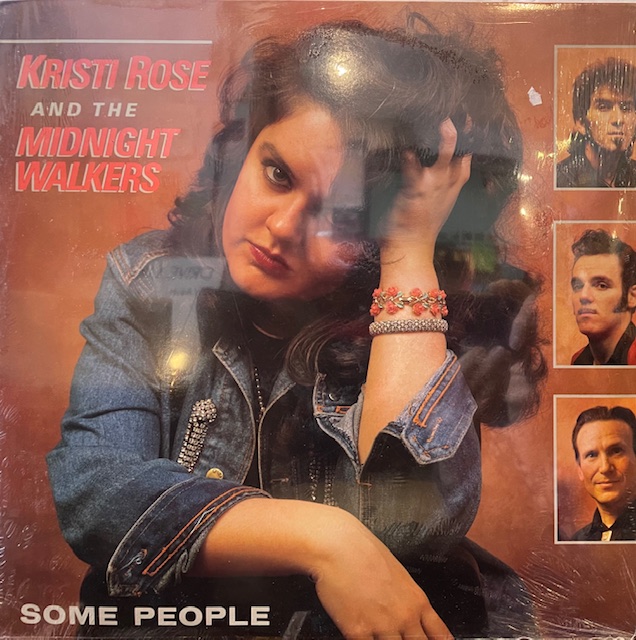 KRISTI ROSE
AND THE
MIDNIGHT
WALKERS
SOME PEOPLE